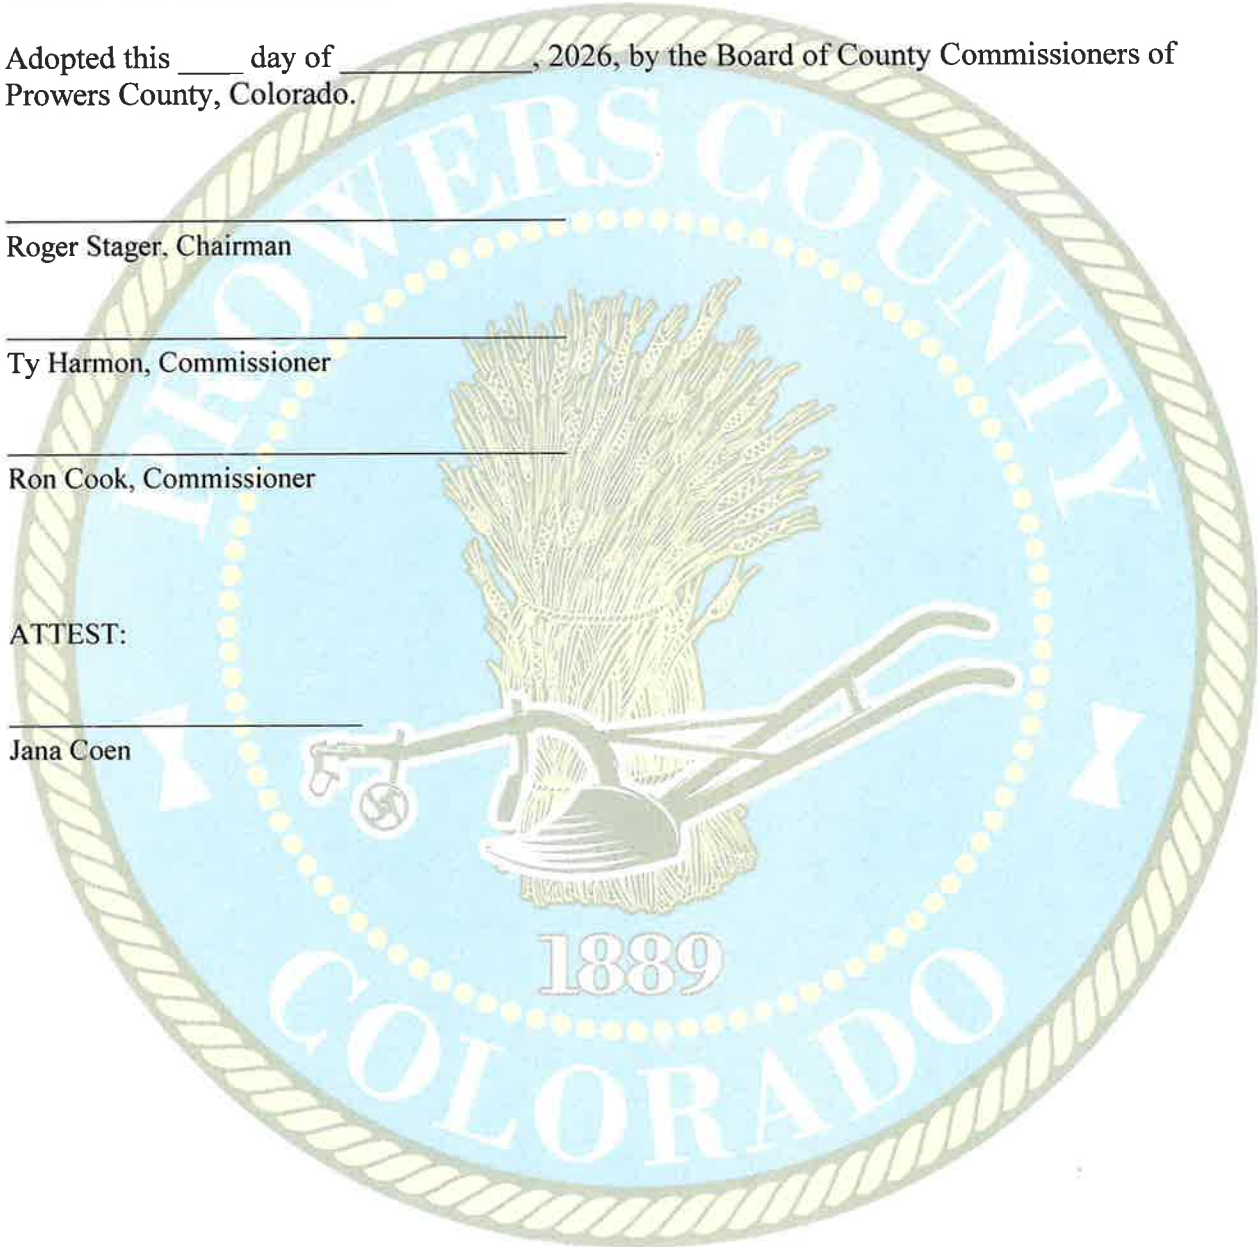 Adopted this ____ day of ______________, 2026, by the Board of County Commissioners of
Prowers County, Colorado.
Roger Stager, Chairman
Ty Harmon, Commissioner
Ron Cook, Commissioner
ATTEST:
Jana Coen
PROWERS COUNTY
1889
COLORADO